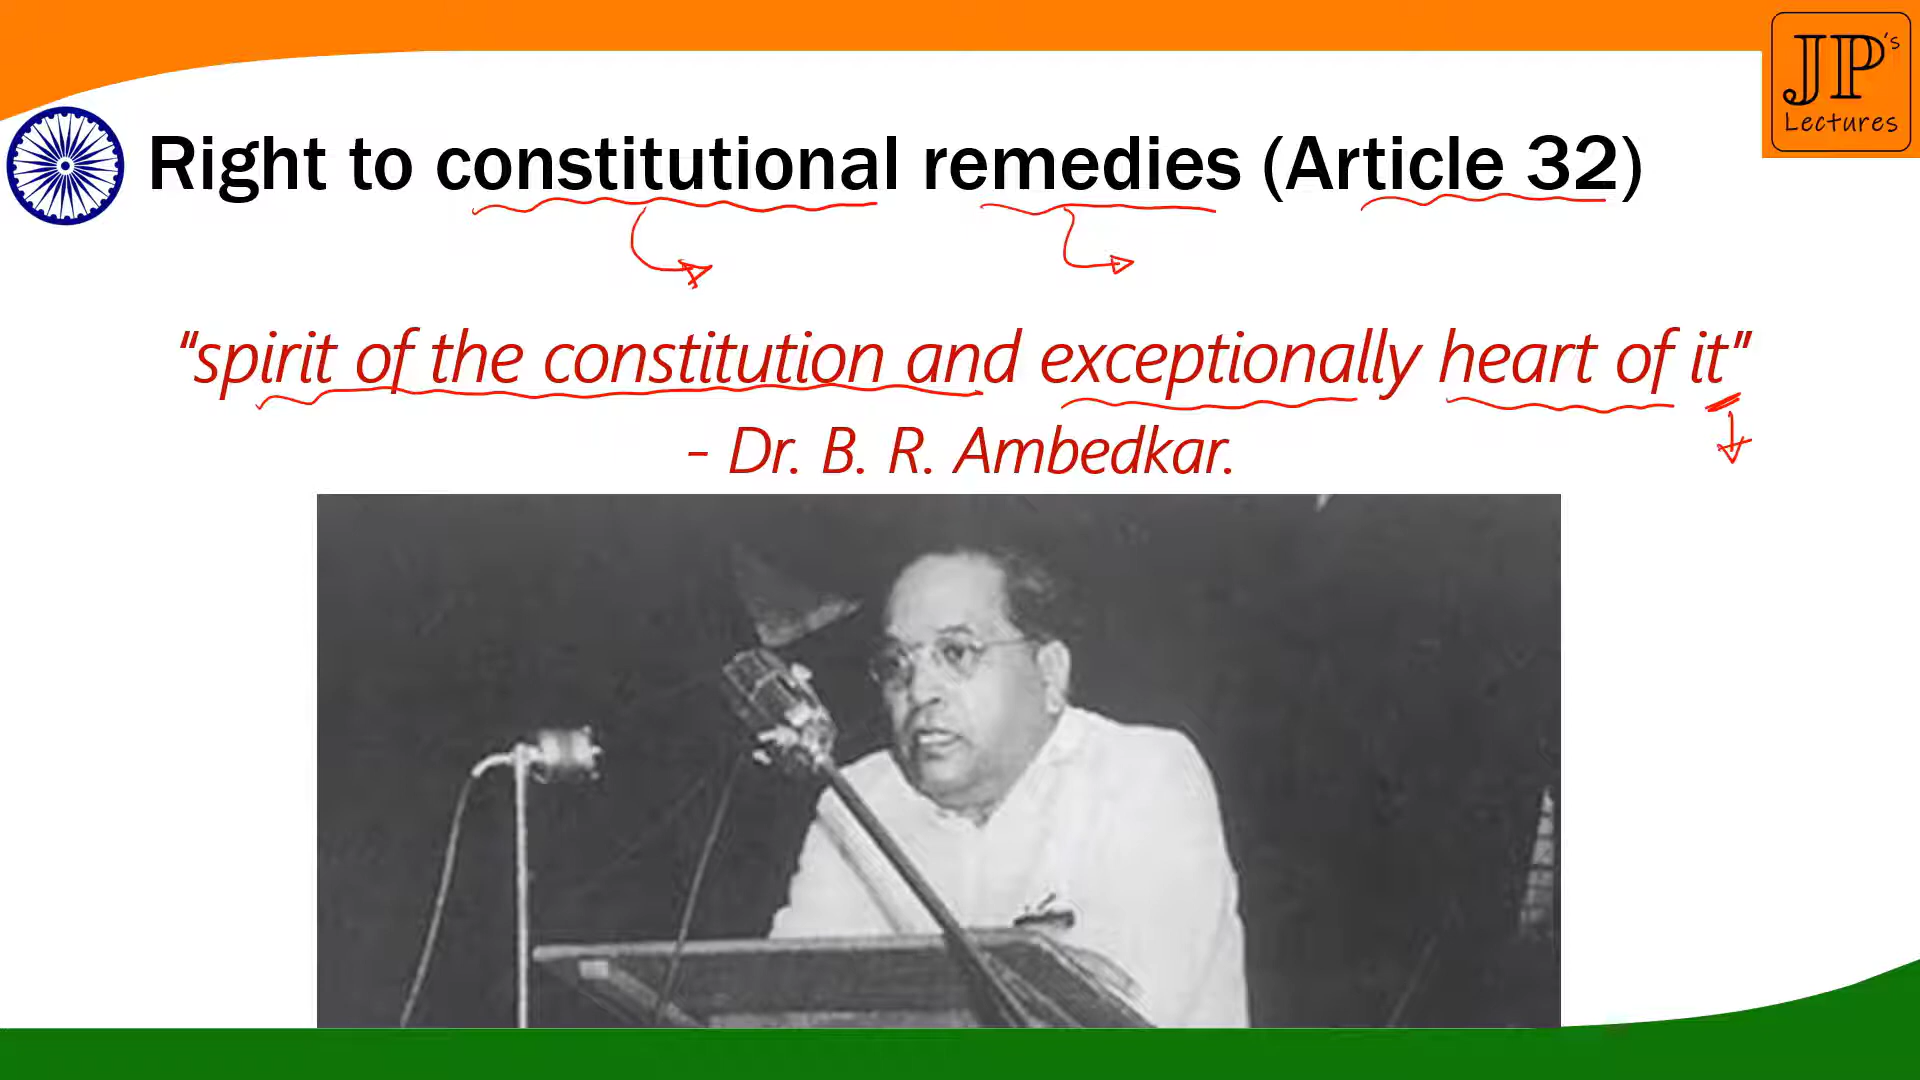 JP's
Lectures
Right to constitutional remedies (Article 32)
"spirit of the constitution and exceptionally heart of it"
- Dr. B. R. Ambedkar.